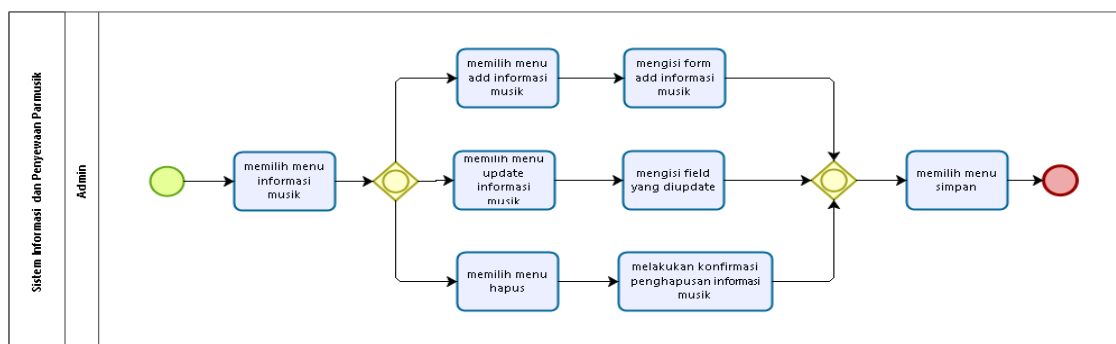 Sistem Informasi dan Penyewaan Parmusik
Admin
memilih menu
informasi
musik
memilih menu
add informasi
musik
mengisi form
add informasi
musik
memilih menu
update
informasi
musik
mengisi field
yang diupdate
memilih menu
hapus
melakukan konfirmasi
penghapusan informasi
musik
memilih menu
simpan